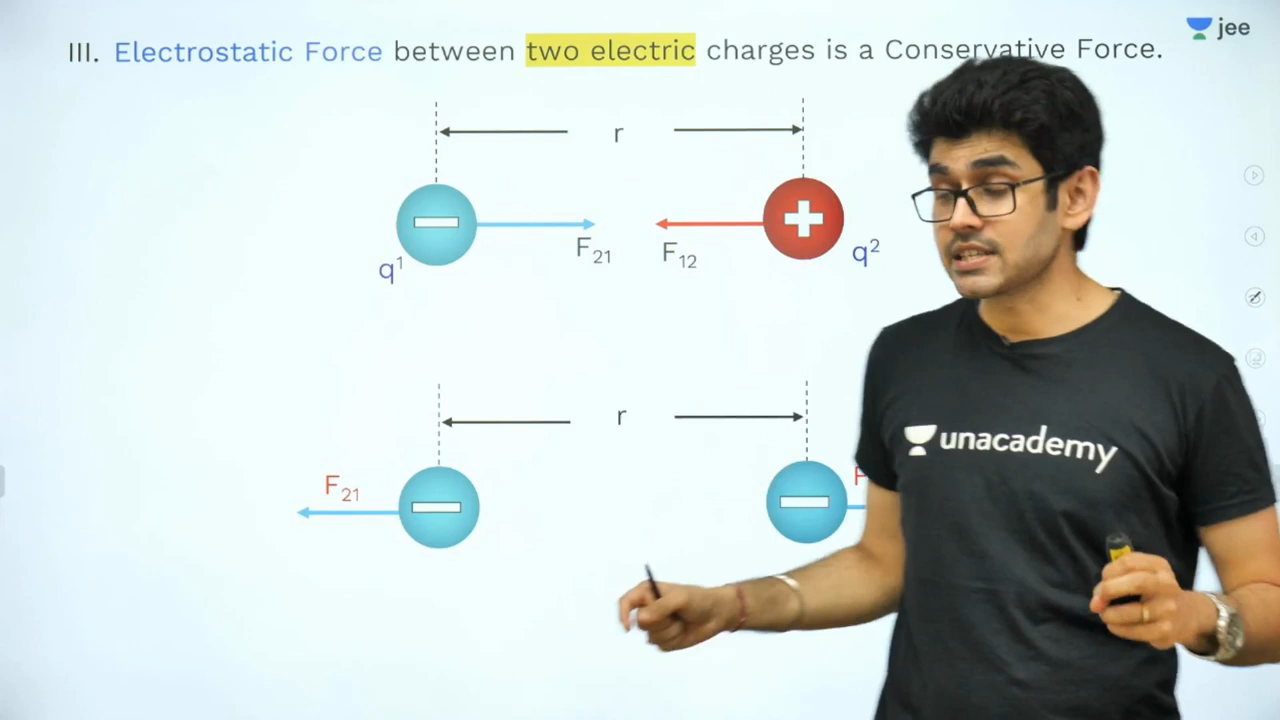 III. Electrostatic Force between two electric charges is a Conservative Force.
jee
r
F21
F12
q1
q2
r
F21
F
unacademy